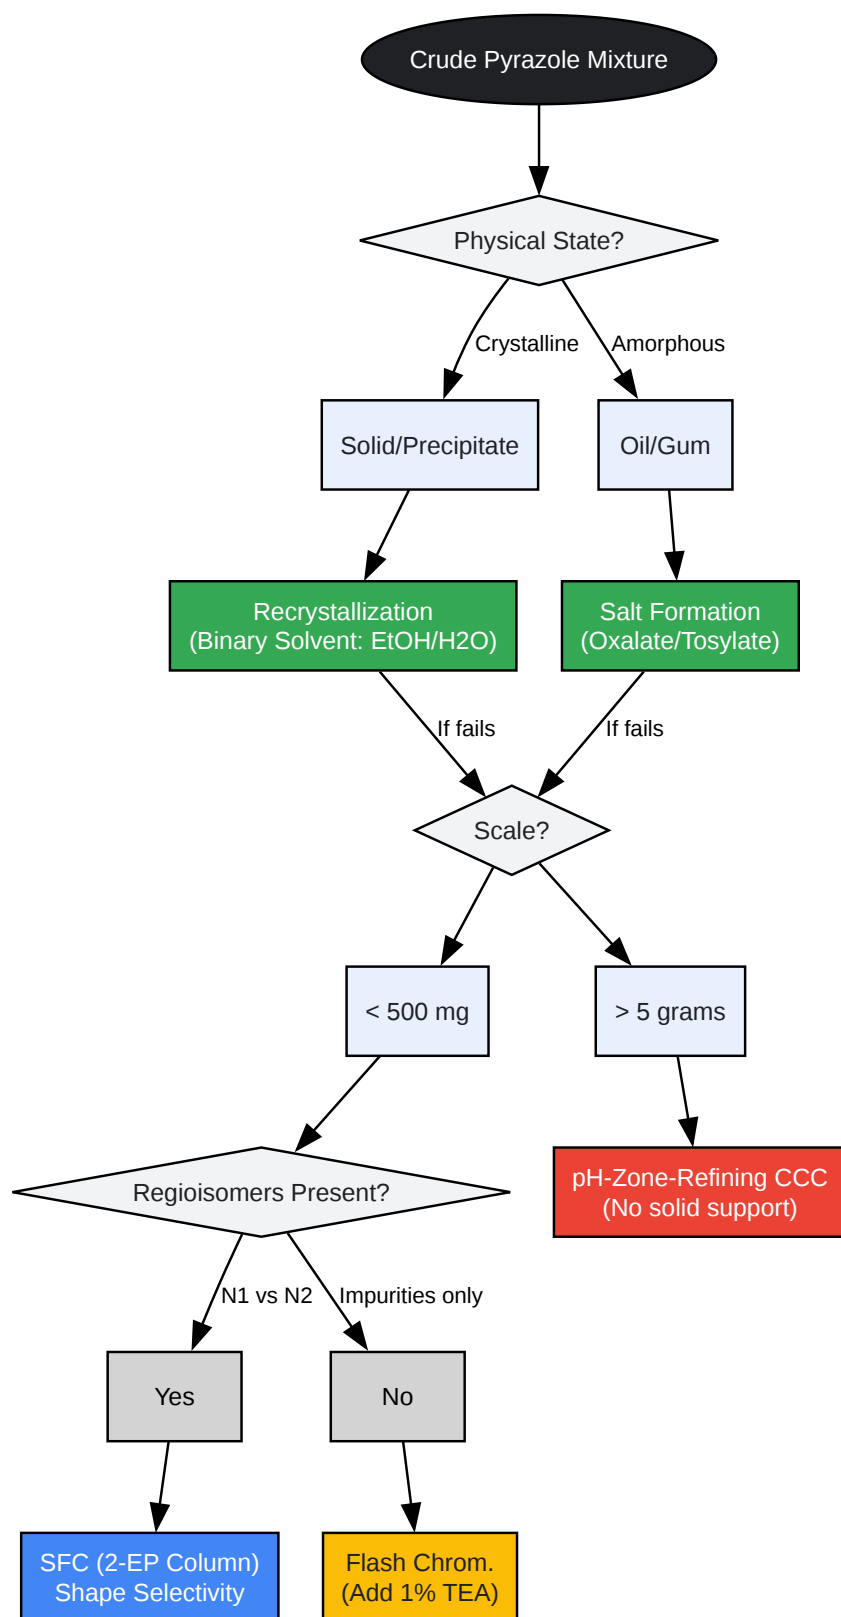 Crude Pyrazole Mixture
Physical State?
Crystalline
Amorphous
Solid/Precipitate
Oil/Gum
Recrystallization
(Binary Solvent: EtOH/H2O)
Salt Formation
(Oxalate/Tosylate)
If fails
If fails
Scale?
< 500 mg
> 5 grams
Regioisomers Present?
pH-Zone-Refining CCC
(No solid support)
N1 vs N2
Impurities only
Yes
No
SFC (2-EP Column)
Shape Selectivity
Flash Chrom.
(Add 1% TEA)